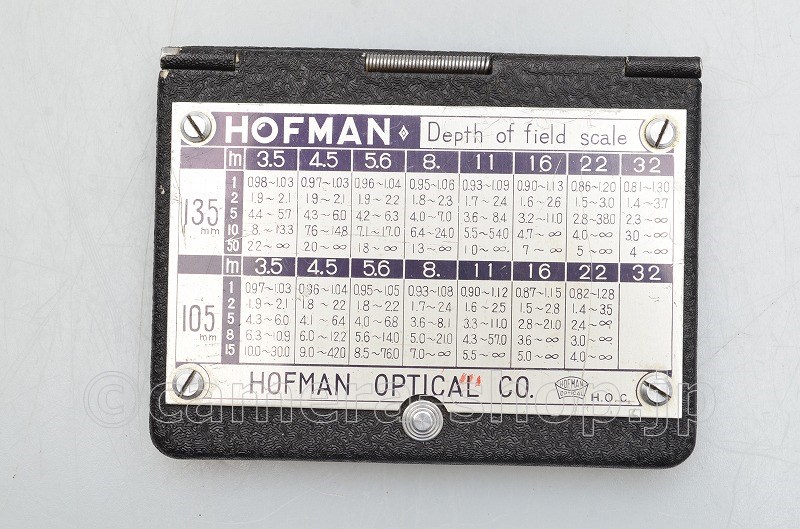 HOFMAN Depth of field scale
m 3.5 4.5 5.6 8. 11 16 22 32
135 mm
1 0.98~1.03 0.97~1.03 0.96~1.04 0.95~1.06 0.93~1.09 0.90~1.13 0.86~1.20 0.81~1.30
2 1.9~2.1 1.9~2.1 1.9~2.2 1.8~2.3 1.7~2.4 1.6~2.6 1.5~3.0 1.4~3.7
5 4.4~5.7 4.3~6.0 4.2~6.3 4.0~7.0 3.6~8.4 3.2~11.0 2.8~38.0 2.3~∞
10 8.~13.3 7.6~14.8 7.1~17.0 6.4~24.0 5.5~54.0 4.7~∞ 4.0~∞ 3.0~∞
50 22~∞ 20~∞ 18~∞ 13~∞ 10~∞ 7~∞ 5~∞ 4~∞
m 3.5 4.5 5.6 8. 11 16 22 32
105 mm
1 0.97~1.03 0.96~1.04 0.95~1.05 0.93~1.08 0.90~1.12 0.87~1.15 0.82~1.28
2 1.9~2.1 1.8~2.2 1.8~2.2 1.7~2.4 1.6~2.5 1.5~2.8 1.4~3.5
5 4.3~6.0 4.1~6.4 4.0~6.8 3.6~8.1 3.3~11.0 2.8~21.0 2.4~∞
8 6.3~10.9 6.0~12.2 5.6~14.0 5.0~21.0 4.3~57.0 3.6~∞ 3.0~∞
15 10.0~30.0 9.0~42.0 8.5~76.0 7.0~∞ 5.5~∞ 5.0~∞ 4.0~∞
HOFMAN OPTICAL CO. HOFMAN OPTICAL H.O.C.
©camera-shop.jp